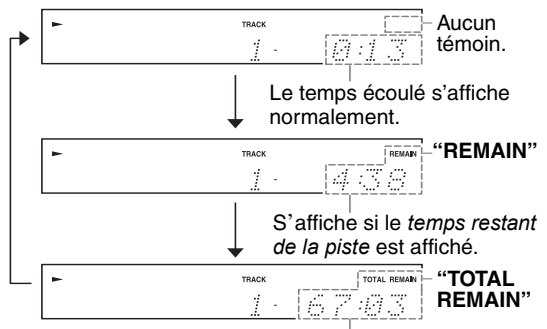 TRACK
1 - 0:13
Aucun
témoin.
Le temps écoulé s'affiche
normalement.
TRACK REMAIN
1 - 4:38
“REMAIN”
S'affiche si le temps restant
de la piste est affiché.
TRACK TOTAL REMAIN
1 - 67:03
“TOTAL
REMAIN”